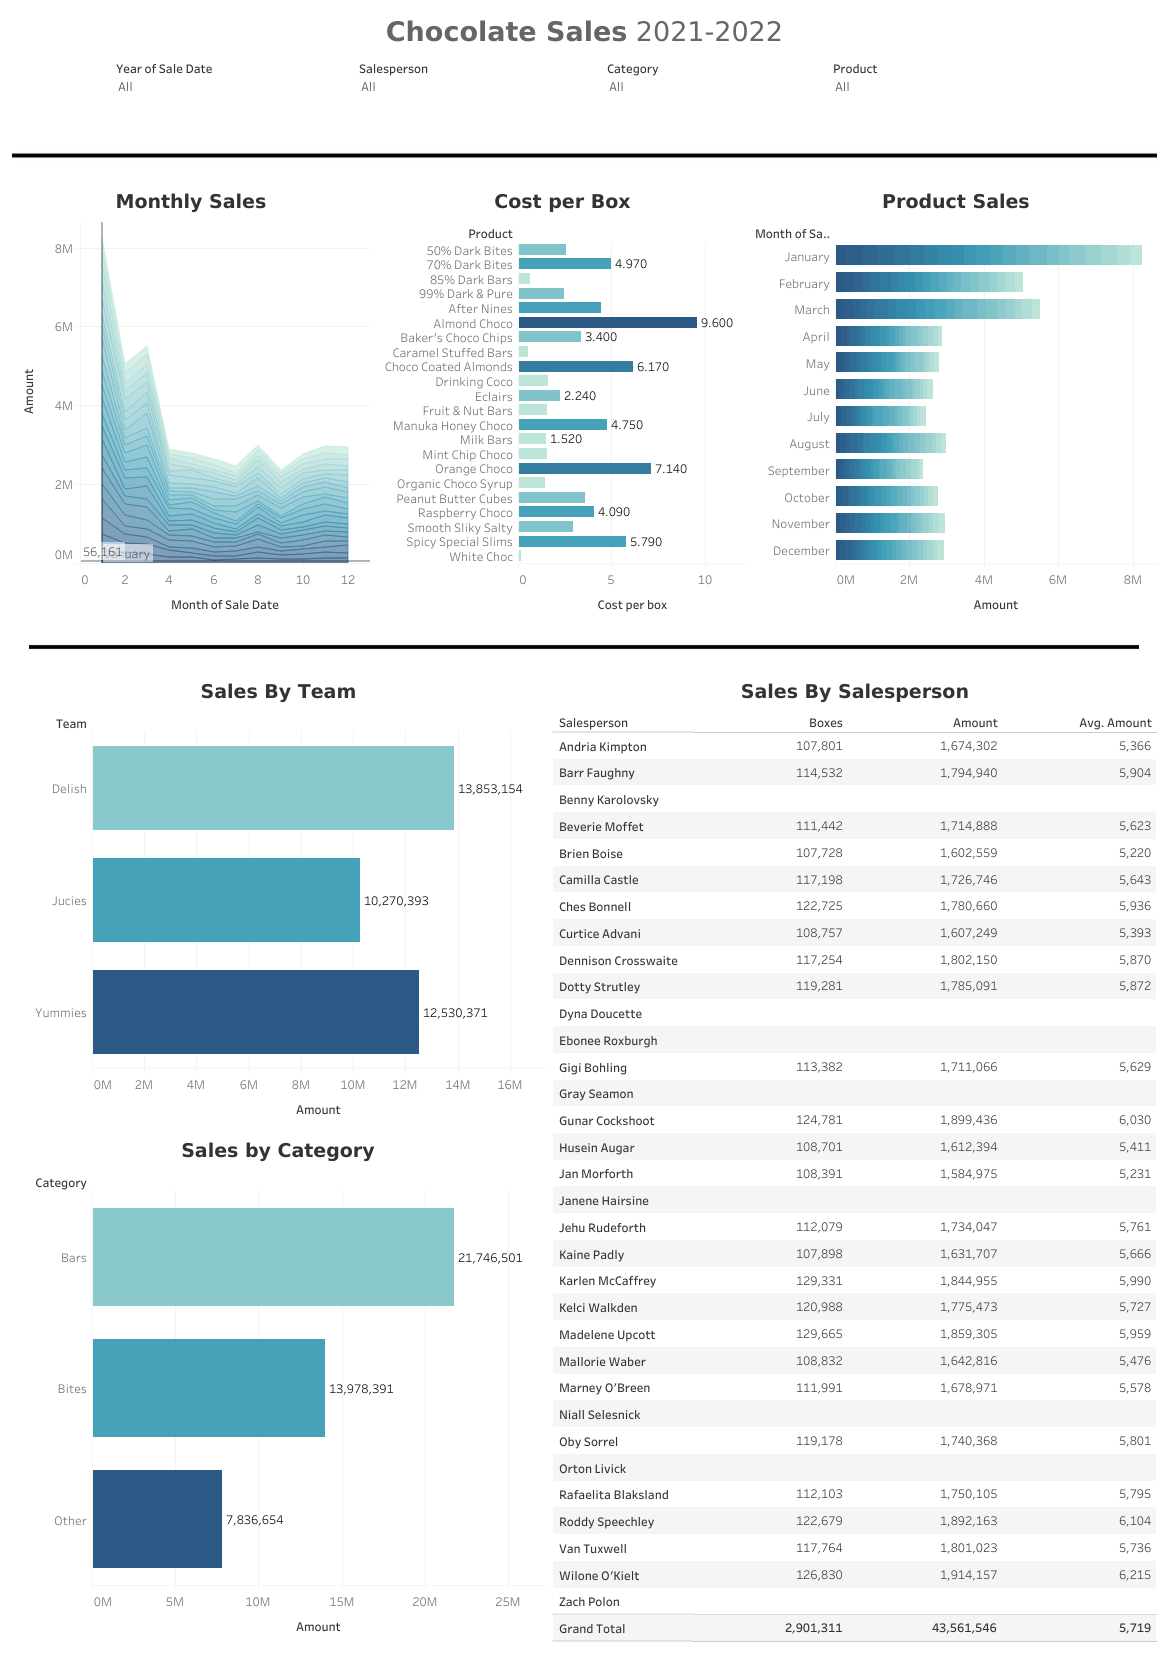 Chocolate Sales 2021-2022
Year of Sale Date Salesperson Category Product
All All All All
Monthly Sales
8M
6M
4M
2M
0M
Amount
56,161
0 2 4 6 8 10 12
Month of Sale Date
Cost per Box
Product
50% Dark Bites
70% Dark Bites 4.970
85% Dark Bars
99% Dark & Pure
After Nines
Almond Choco 9.600
Baker's Choco Chips 3.400
Caramel Stuffed Bars
Choco Coated Almonds 6.170
Drinking Coco
Eclairs 2.240
Fruit & Nut Bars
Manuka Honey Choco 4.750
Milk Bars 1.520
Mint Chip Choco
Orange Choco 7.140
Organic Choco Syrup
Peanut Butter Cubes
Raspberry Choco 4.090
Smooth Sliky Salty
Spicy Special Slims 5.790
White Choc
0 5 10
Cost per box
Product Sales
Month of Sa..
January
February
March
April
May
June
July
August
September
October
November
December
0M 2M 4M 6M 8M
Amount
Sales By Team
Team
Delish 13,853,154
Jucies 10,270,393
Yummies 12,530,371
0M 2M 4M 6M 8M 10M 12M 14M 16M
Amount
Sales by Category
Category
Bars 21,746,501
Bites 13,978,391
Other 7,836,654
0M 5M 10M 15M 20M 25M
Amount
Sales By Salesperson
Salesperson Boxes Amount Avg. Amount
Andria Kimpton 107,801 1,674,302 5,366
Barr Faughny 114,532 1,794,940 5,904
Benny Karolovsky
Beverie Moffet 111,442 1,714,888 5,623
Brien Boise 107,728 1,602,559 5,220
Camilla Castle 117,198 1,726,746 5,643
Ches Bonnell 122,725 1,780,660 5,936
Curtice Advani 108,757 1,607,249 5,393
Dennison Crosswaite 117,254 1,802,150 5,870
Dotty Strutley 119,281 1,785,091 5,872
Dyna Doucette
Ebonee Roxburgh
Gigi Bohling 113,382 1,711,066 5,629
Gray Seamon
Gunar Cockshoot 124,781 1,899,436 6,030
Husein Augar 108,701 1,612,394 5,411
Jan Morforth 108,391 1,584,975 5,231
Janene Hairsine
Jehu Rudeforth 112,079 1,734,047 5,761
Kaine Padly 107,898 1,631,707 5,666
Karlen McCaffrey 129,331 1,844,955 5,990
Kelci Walkden 120,988 1,775,473 5,727
Madelene Upcott 129,665 1,859,305 5,959
Mallorie Waber 108,832 1,642,816 5,476
Marney O'Breen 111,991 1,678,971 5,578
Niall Selesnick
Oby Sorrel 119,178 1,740,368 5,801
Orton Livick
Rafaelita Blaksland 112,103 1,750,105 5,795
Roddy Speechley 122,679 1,892,163 6,104
Van Tuxwell 117,764 1,801,023 5,736
Wilone O'Kielt 126,830 1,914,157 6,215
Zach Polon
Grand Total 2,901,311 43,561,546 5,719